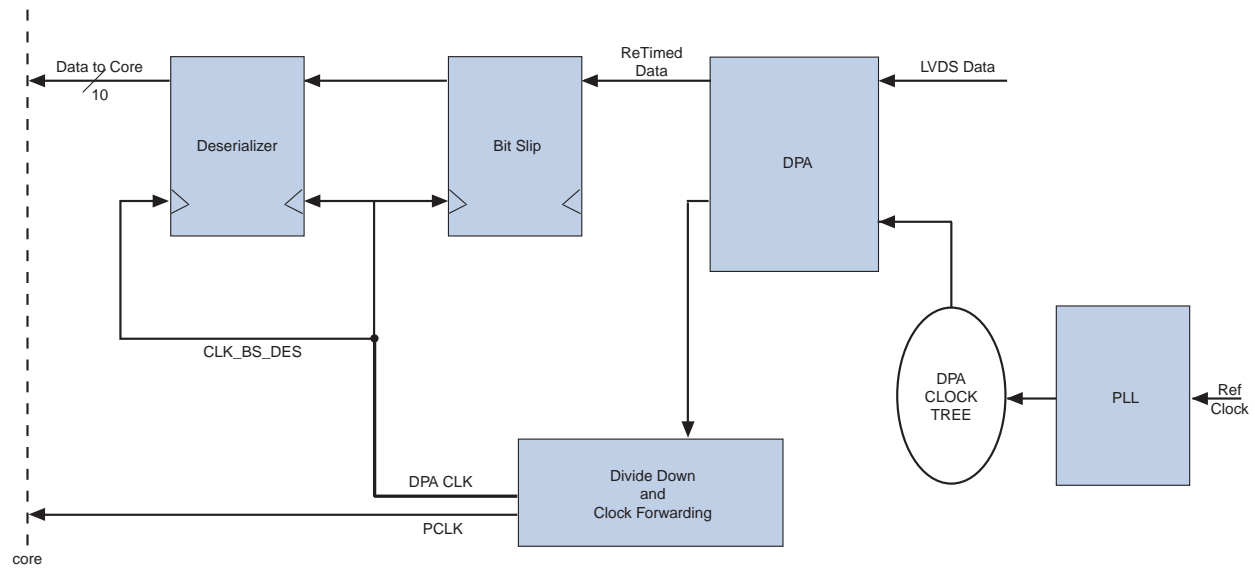 Data to Core
10
Deserializer
Bit Slip
ReTimed
Data
DPA
LVDS Data
CLK_BS_DES
DPA
CLOCK
TREE
PLL
Ref
Clock
DPA CLK
PCLK
Divide Down
and
Clock Forwarding
core